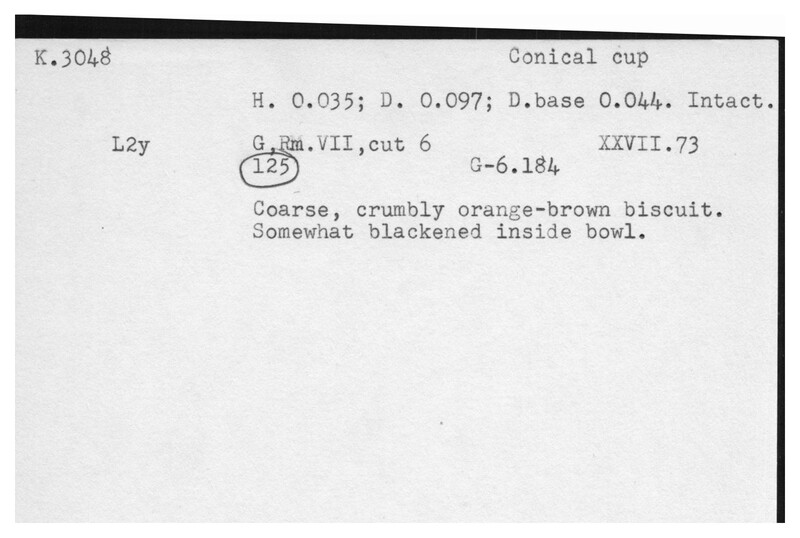 K.3048 Conical cup
H. 0.035; D. 0.097; D.base 0.044. Intact.
L2y G,Rm.VII,cut 6 XXVII.73
125 G-6.184
Coarse, crumbly orange-brown biscuit.
Somewhat blackened inside bowl.